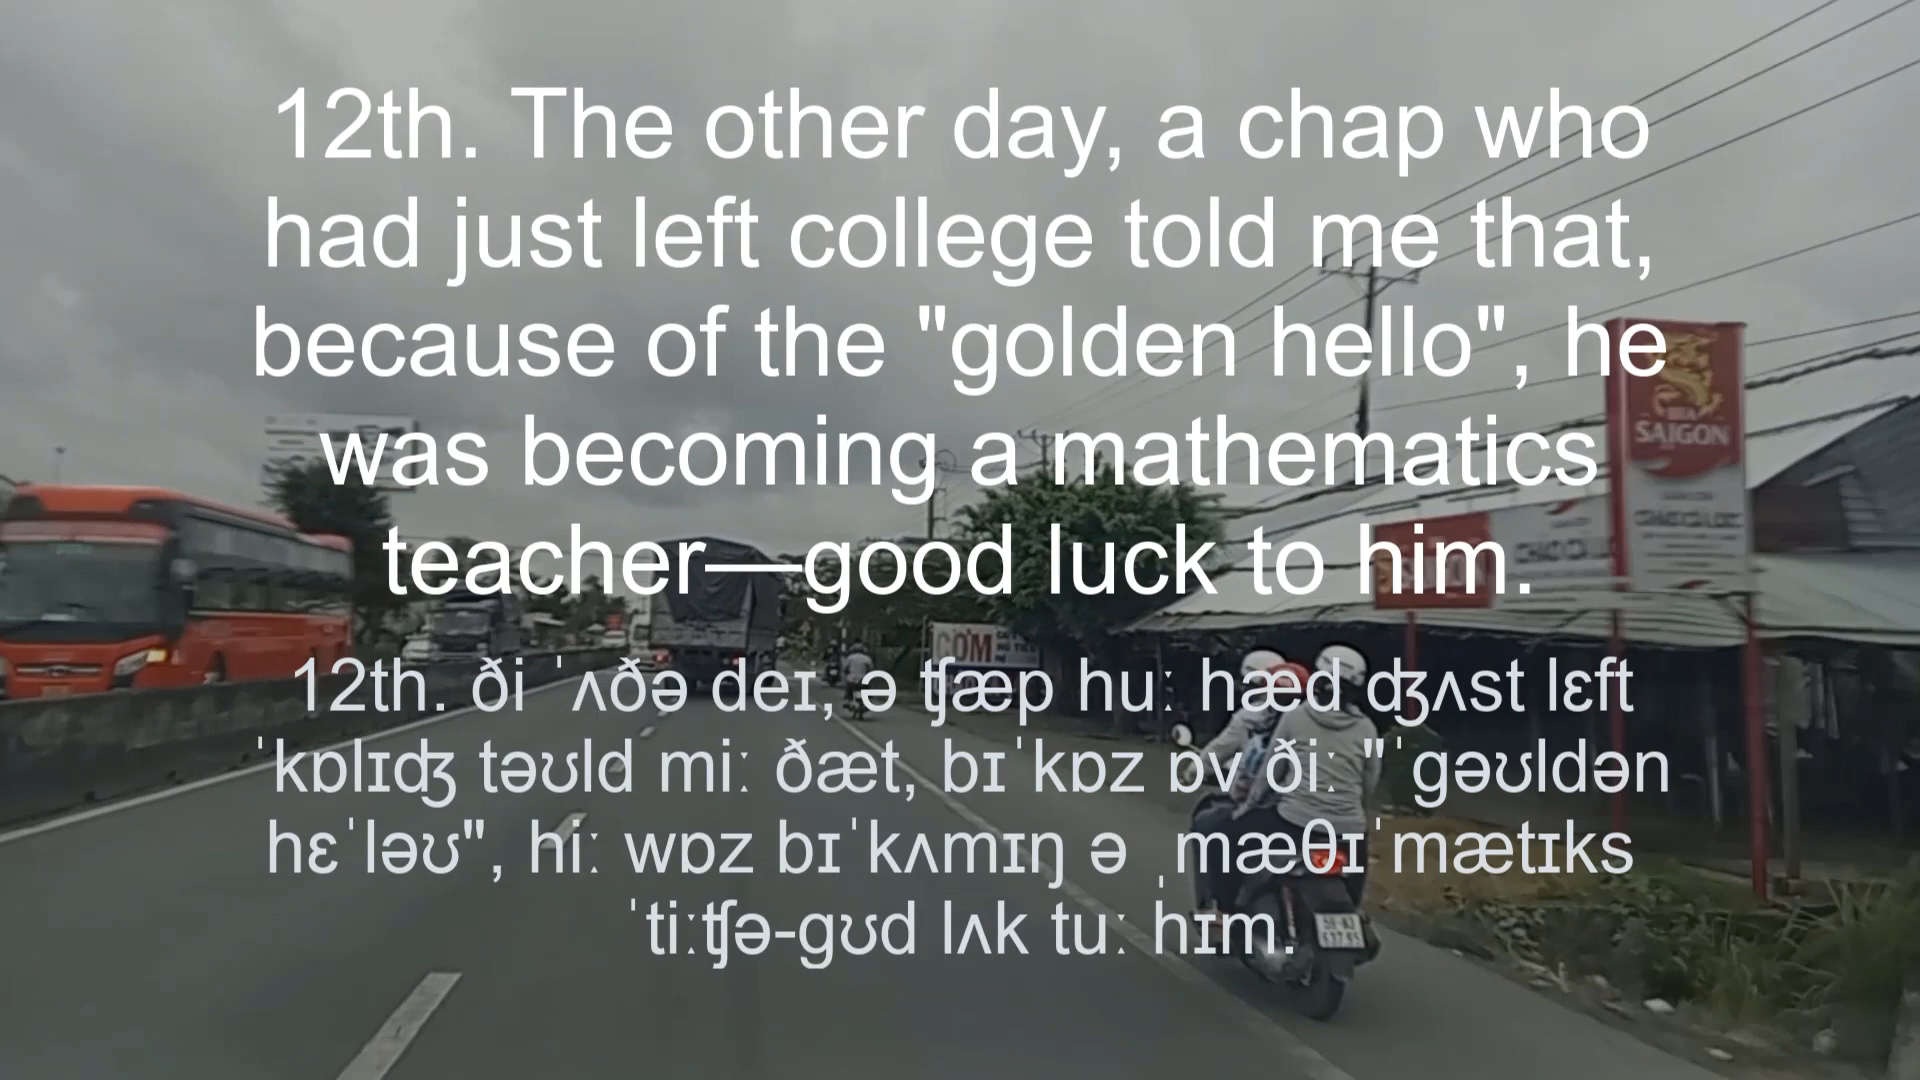 12th. The other day, a chap who
had just left college told me that,
because of the "golden hello", he
was becoming a mathematics
teacher—good luck to him.
12th. ði ˈʌðə deɪ, ə ʧæp huː hæd ʤʌst lɛft
ˈkɒlɪʤ təʊld miː ðæt, bɪˈkɒz ɒv ðiː "ˈgəʊldən
hɛˈləʊ", hiː wɒz bɪˈkʌmɪŋ ə ˌmæθɪˈmætɪks
ˈtiːʧə-gʊd lʌk tuː hɪm.
BIA
SAIGON
CƠM